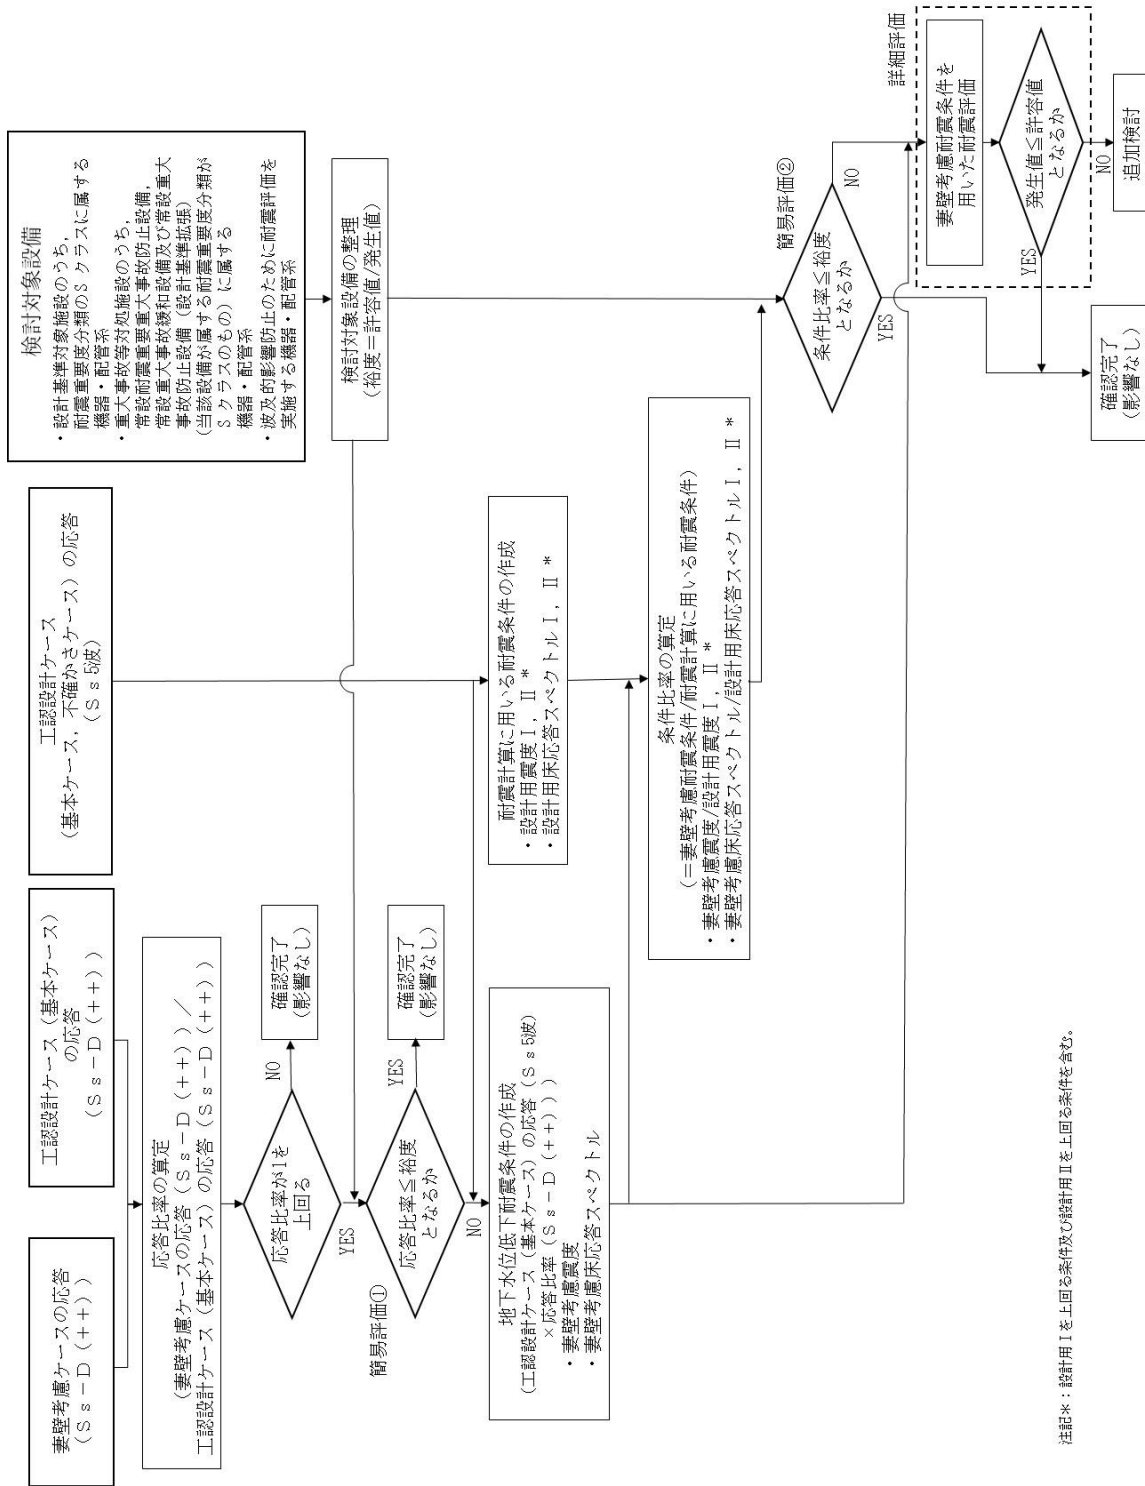 妻壁考慮ケースの応答
(Ｓｓ－Ｄ（＋＋）)
工認設計ケース（基本ケース）
の応答
(Ｓｓ－Ｄ（＋＋）)
工認設計ケース
(基本ケース，不確かさケース）の応答
(Ｓｓ5波)
検討対象設備
・設計基準対象施設のうち，
耐震重要度分類のＳクラスに属する
機器・配管系
・重大事故等対処施設のうち，
常設耐震重要重大事故防止設備，
常設重大事故緩和設備及び常設重大
事故防止設備（設計基準拡張）
(当該設備が属する耐震重要度分類が
Ｓクラスのもの）に属する
機器・配管系
・波及的影響防止のために耐震評価を
実施する機器・配管系
応答比率の算定
(妻壁考慮ケースの応答（Ｓｓ－Ｄ（＋＋））／
工認設計ケース（基本ケース）の応答（Ｓｓ－Ｄ（＋＋））
応答比率が1を
上回る
NO
確認完了
(影響なし)
YES
検討対象設備の整理
(裕度＝許容値/発生値)
簡易評価①
応答比率≦裕度
となるか
YES
確認完了
(影響なし)
NO
地下水位低下耐震条件の作成
(工認設計ケース（基本ケース）の応答（Ｓｓ5波)
×応答比率（Ｓｓ－Ｄ（＋＋）))
・妻壁考慮震度
・妻壁考慮床応答スペクトル
耐震計算に用いる耐震条件の作成
・設計用震度Ⅰ，Ⅱ＊
・設計用床応答スペクトルⅠ，Ⅱ＊
条件比率の算定
(＝妻壁考慮耐震条件/耐震計算に用いる耐震条件)
・妻壁考慮震度/設計用震度Ⅰ，Ⅱ＊
・妻壁考慮床応答スペクトル/設計用床応答スペクトルⅠ，Ⅱ＊
簡易評価②
条件比率≦裕度
となるか
NO
YES
詳細評価
妻壁考慮耐震条件を
用いた耐震評価
発生値≦許容値
となるか
YES
NO
確認完了
(影響なし)
追加検討
注記＊：設計用Ⅰを上回る条件及び設計用Ⅱを上回る条件を含む。